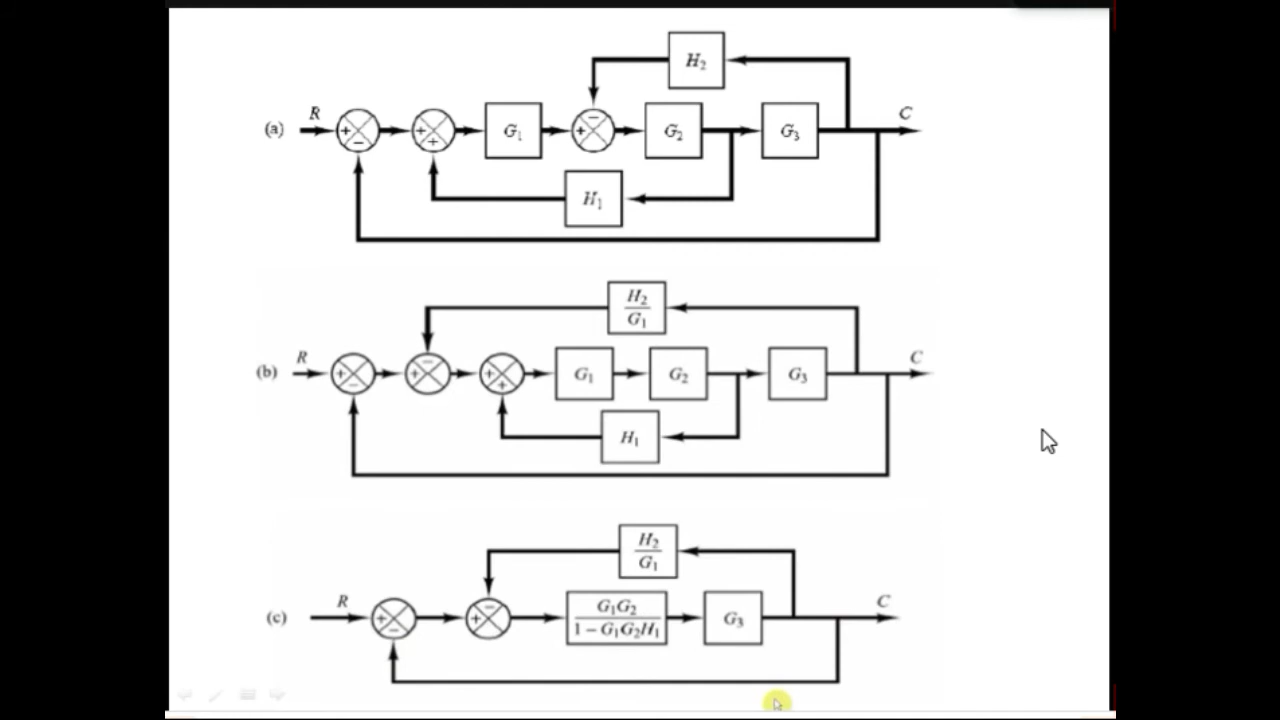 H2
(a) R + − + + G1 + − G2 G3 C
H1
H2
G1
(b) R + − + − + + G1 G2 G3 C
H1
H2
G1
(c) R + − + − G1G2 G3 C
1 − G1G2H1